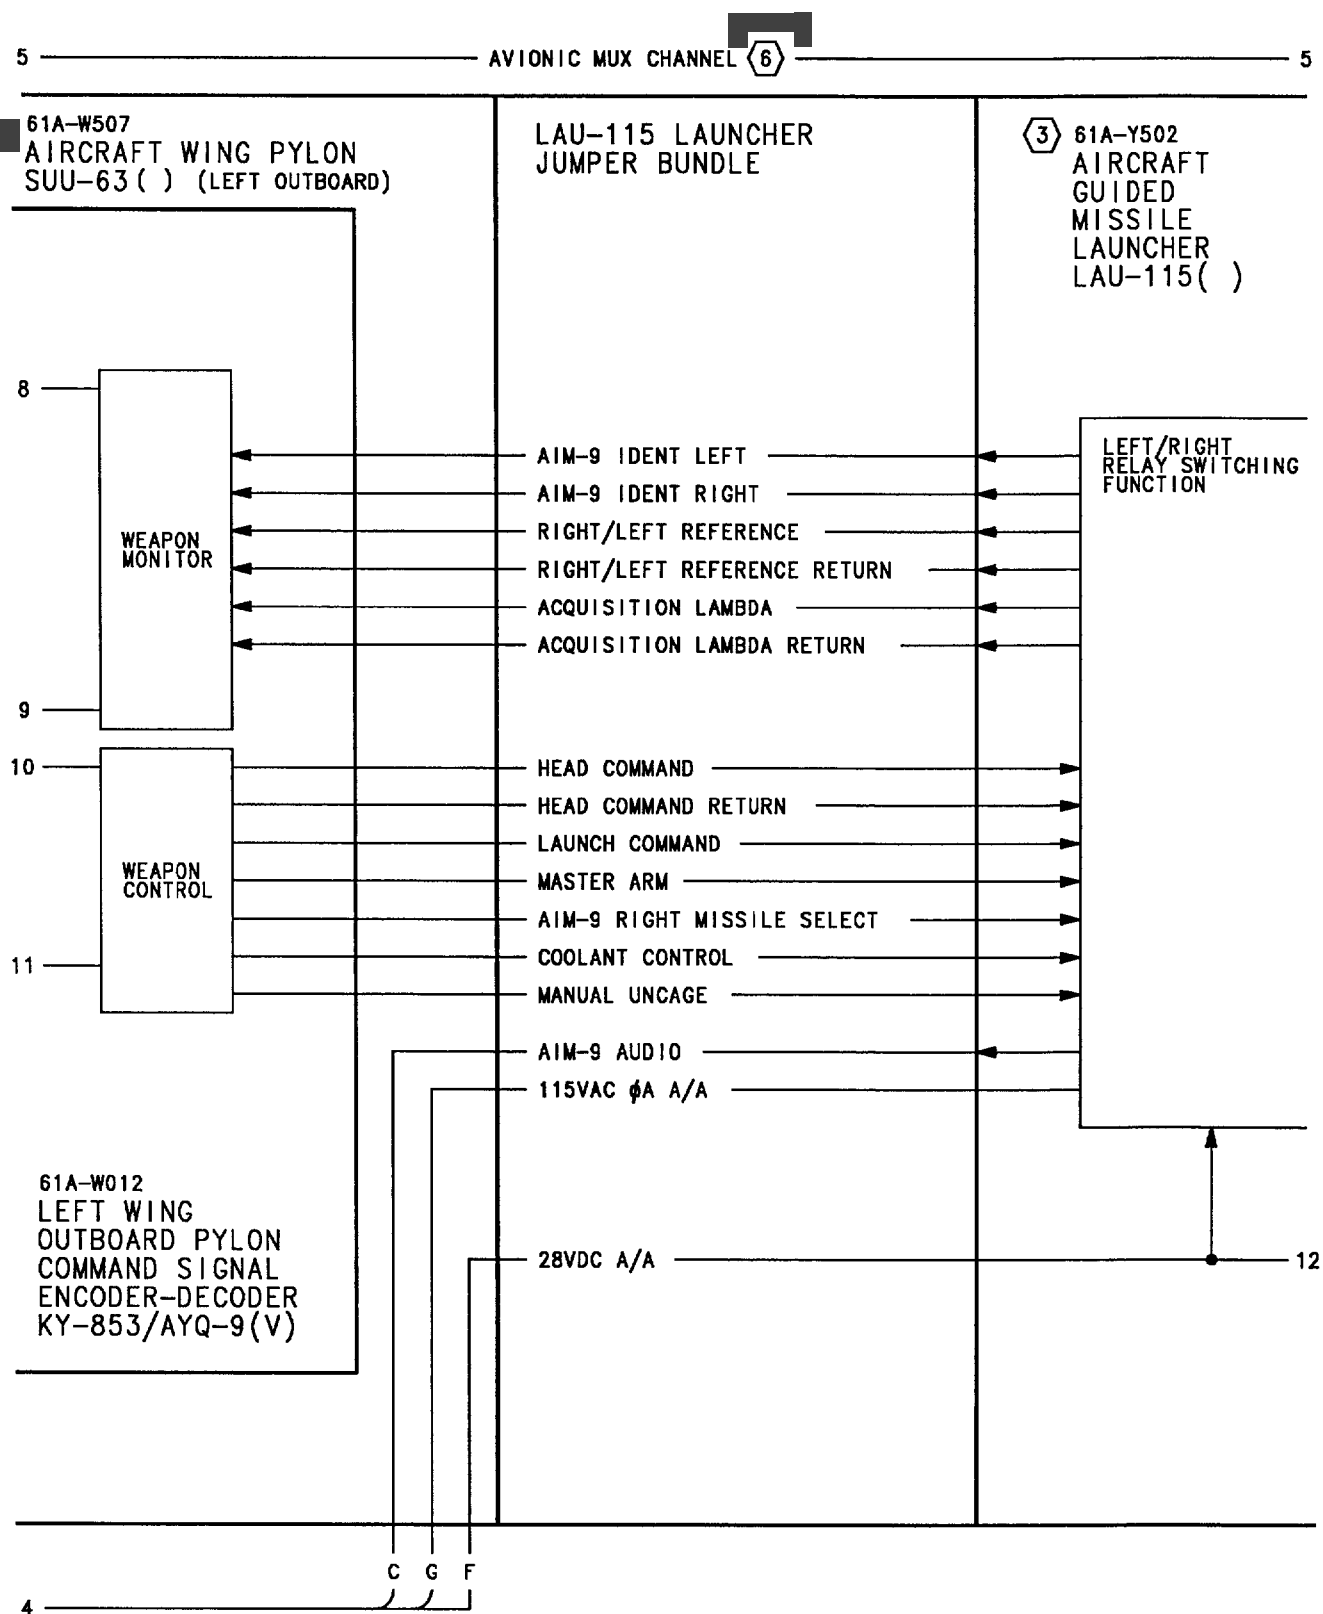 5 AVIONIC MUX CHANNEL 6 5
61A-W507
AIRCRAFT WING PYLON
SUU-63( ) (LEFT OUTBOARD)
LAU-115 LAUNCHER
JUMPER BUNDLE
3 61A-Y502
AIRCRAFT
GUIDED
MISSILE
LAUNCHER
LAU-115( )
8
WEAPON
MONITOR
9
10
WEAPON
CONTROL
11
AIM-9 IDENT LEFT
AIM-9 IDENT RIGHT
RIGHT/LEFT REFERENCE
RIGHT/LEFT REFERENCE RETURN
ACQUISITION LAMBDA
ACQUISITION LAMBDA RETURN
HEAD COMMAND
HEAD COMMAND RETURN
LAUNCH COMMAND
MASTER ARM
AIM-9 RIGHT MISSILE SELECT
COOLANT CONTROL
MANUAL UNCAGE
AIM-9 AUDIO
115VAC ϕA A/A
28VDC A/A
LEFT/RIGHT
RELAY SWITCHING
FUNCTION
12
61A-W012
LEFT WING
OUTBOARD PYLON
COMMAND SIGNAL
ENCODER-DECODER
KY-853/AYQ-9(V)
C G F
4